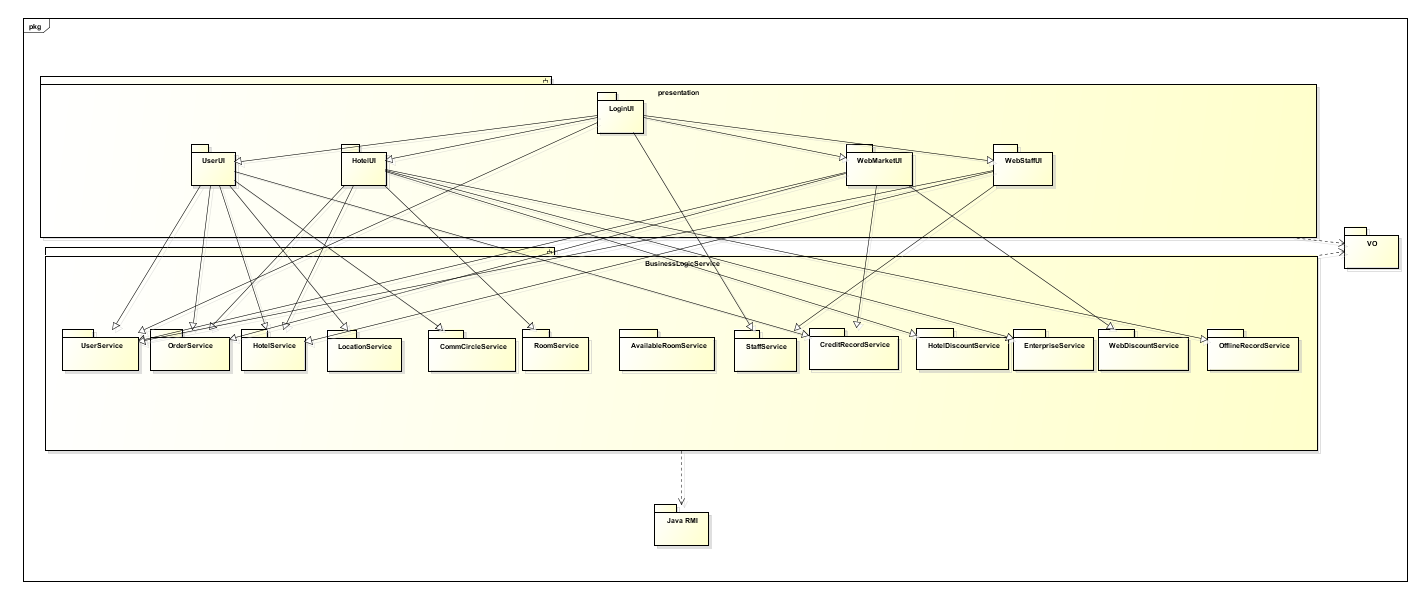 pkg
presentation
LoginUI
UserUI
HotelUI
WebMarketUI
WebStaffUI
VO
BusinessLogicService
UserService
OrderService
HotelService
LocationService
CommCircleService
RoomService
AvailableRoomService
StaffService
CreditRecordService
HotelDiscountService
EnterpriseService
WebDiscountService
OfflineRecordService
Java RMI